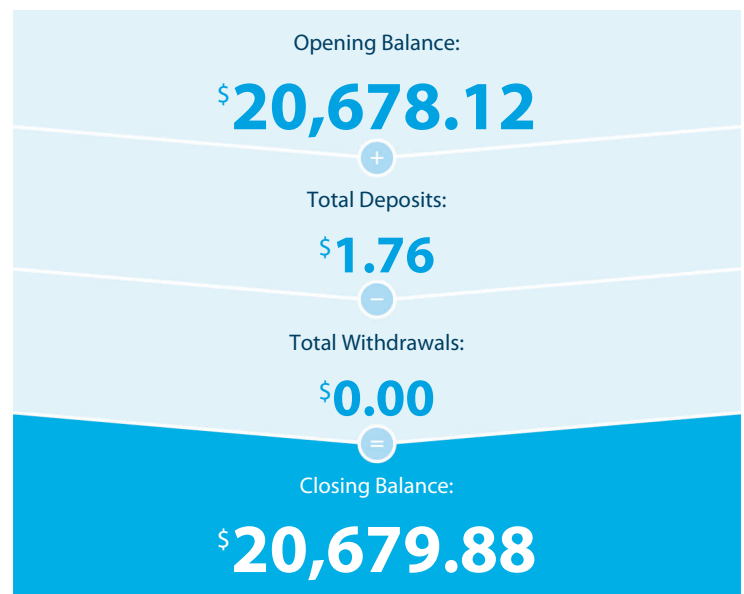 Opening Balance:
$20,678.12
+
Total Deposits:
$1.76
−
Total Withdrawals:
$0.00
=
Closing Balance:
$20,679.88